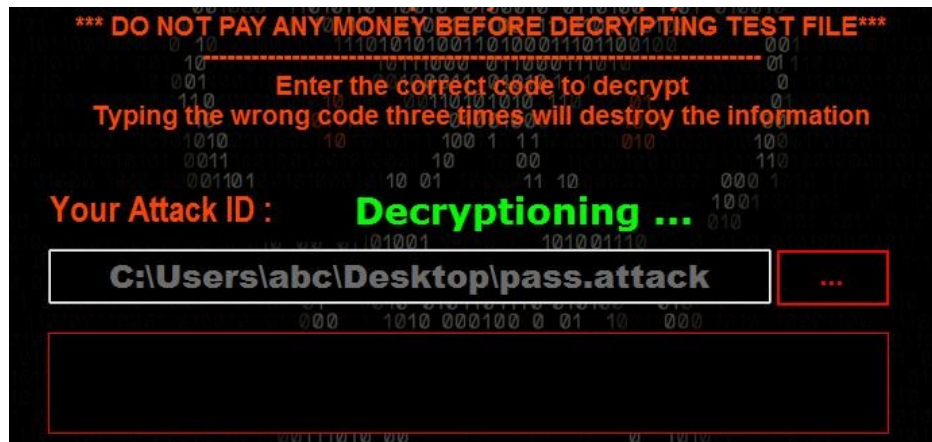 *** DO NOT PAY ANY MONEY BEFORE DECRYPTING TEST FILE***
Enter the correct code to decrypt
Typing the wrong code three times will destroy the information
Your Attack ID :
Decryptioning ...
C:\Users\abc\Desktop\pass.attack
...